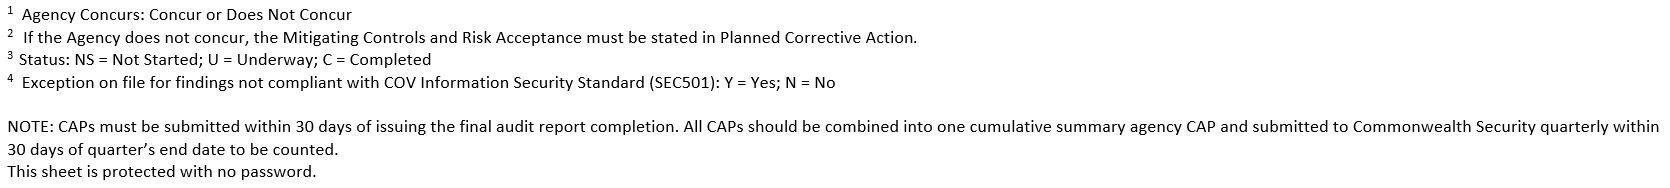 1 Agency Concurs: Concur or Does Not Concur
2 If the Agency does not concur, the Mitigating Controls and Risk Acceptance must be stated in Planned Corrective Action.
3 Status: NS = Not Started; U = Underway; C = Completed
4 Exception on file for findings not compliant with COV Information Security Standard (SEC501): Y = Yes; N = No
NOTE: CAPs must be submitted within 30 days of issuing the final audit report completion. All CAPs should be combined into one cumulative summary agency CAP and submitted to Commonwealth Security quarterly within
30 days of quarter’s end date to be counted.
This sheet is protected with no password.